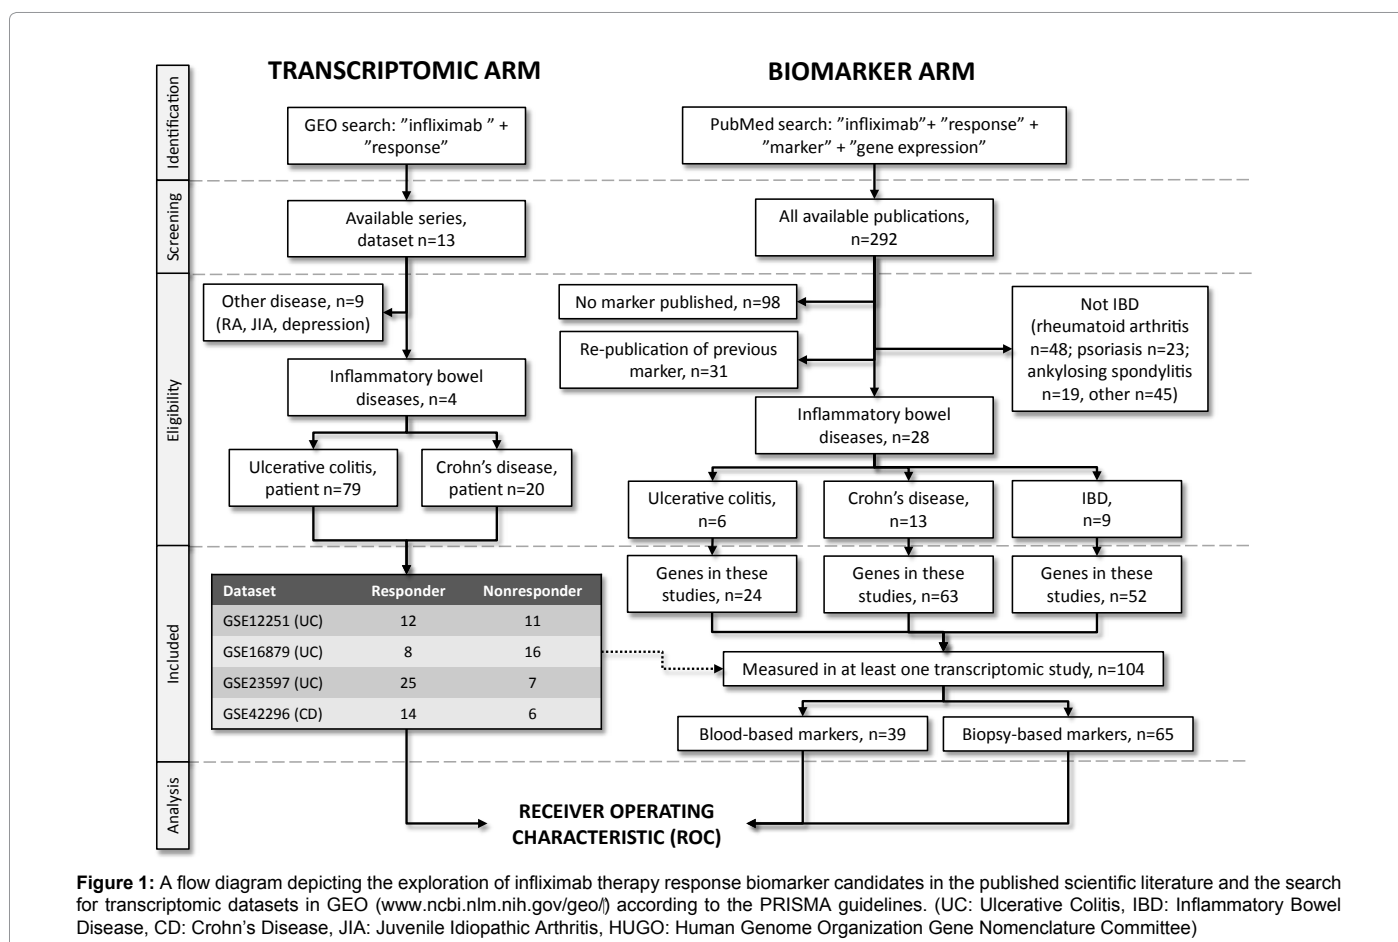 TRANSCRIPTOMIC ARM
BIOMARKER ARM
Identification
GEO search: ”infliximab ” +
”response”
PubMed search: ”infliximab”+ ”response” +
”marker” + ”gene expression”
Screening
Available series,
dataset n=13
All available publications,
n=292
Eligibility
Other disease, n=9
(RA, JIA, depression)
No marker published, n=98
Re-publication of previous
marker, n=31
Not IBD
(rheumatoid arthritis
n=48; psoriasis n=23;
ankylosing spondylitis
n=19, other n=45)
Inflammatory bowel
diseases, n=4
Inflammatory bowel
diseases, n=28
Ulcerative colitis,
patient n=79
Crohn’s disease,
patient n=20
Ulcerative colitis,
n=6
Crohn’s disease,
n=13
IBD,
n=9
Included
Genes in these
studies, n=24
Genes in these
studies, n=63
Genes in these
studies, n=52
Dataset Responder Nonresponder
GSE12251 (UC) 12 11
GSE16879 (UC) 8 16
GSE23597 (UC) 25 7
GSE42296 (CD) 14 6
Measured in at least one transcriptomic study, n=104
Blood-based markers, n=39
Biopsy-based markers, n=65
Analysis
RECEIVER OPERATING
CHARACTERISTIC (ROC)
Figure 1: A flow diagram depicting the exploration of infliximab therapy response biomarker candidates in the published scientific literature and the search
for transcriptomic datasets in GEO (www.ncbi.nlm.nih.gov/geo/) according to the PRISMA guidelines. (UC: Ulcerative Colitis, IBD: Inflammatory Bowel
Disease, CD: Crohn’s Disease, JIA: Juvenile Idiopathic Arthritis, HUGO: Human Genome Organization Gene Nomenclature Committee)